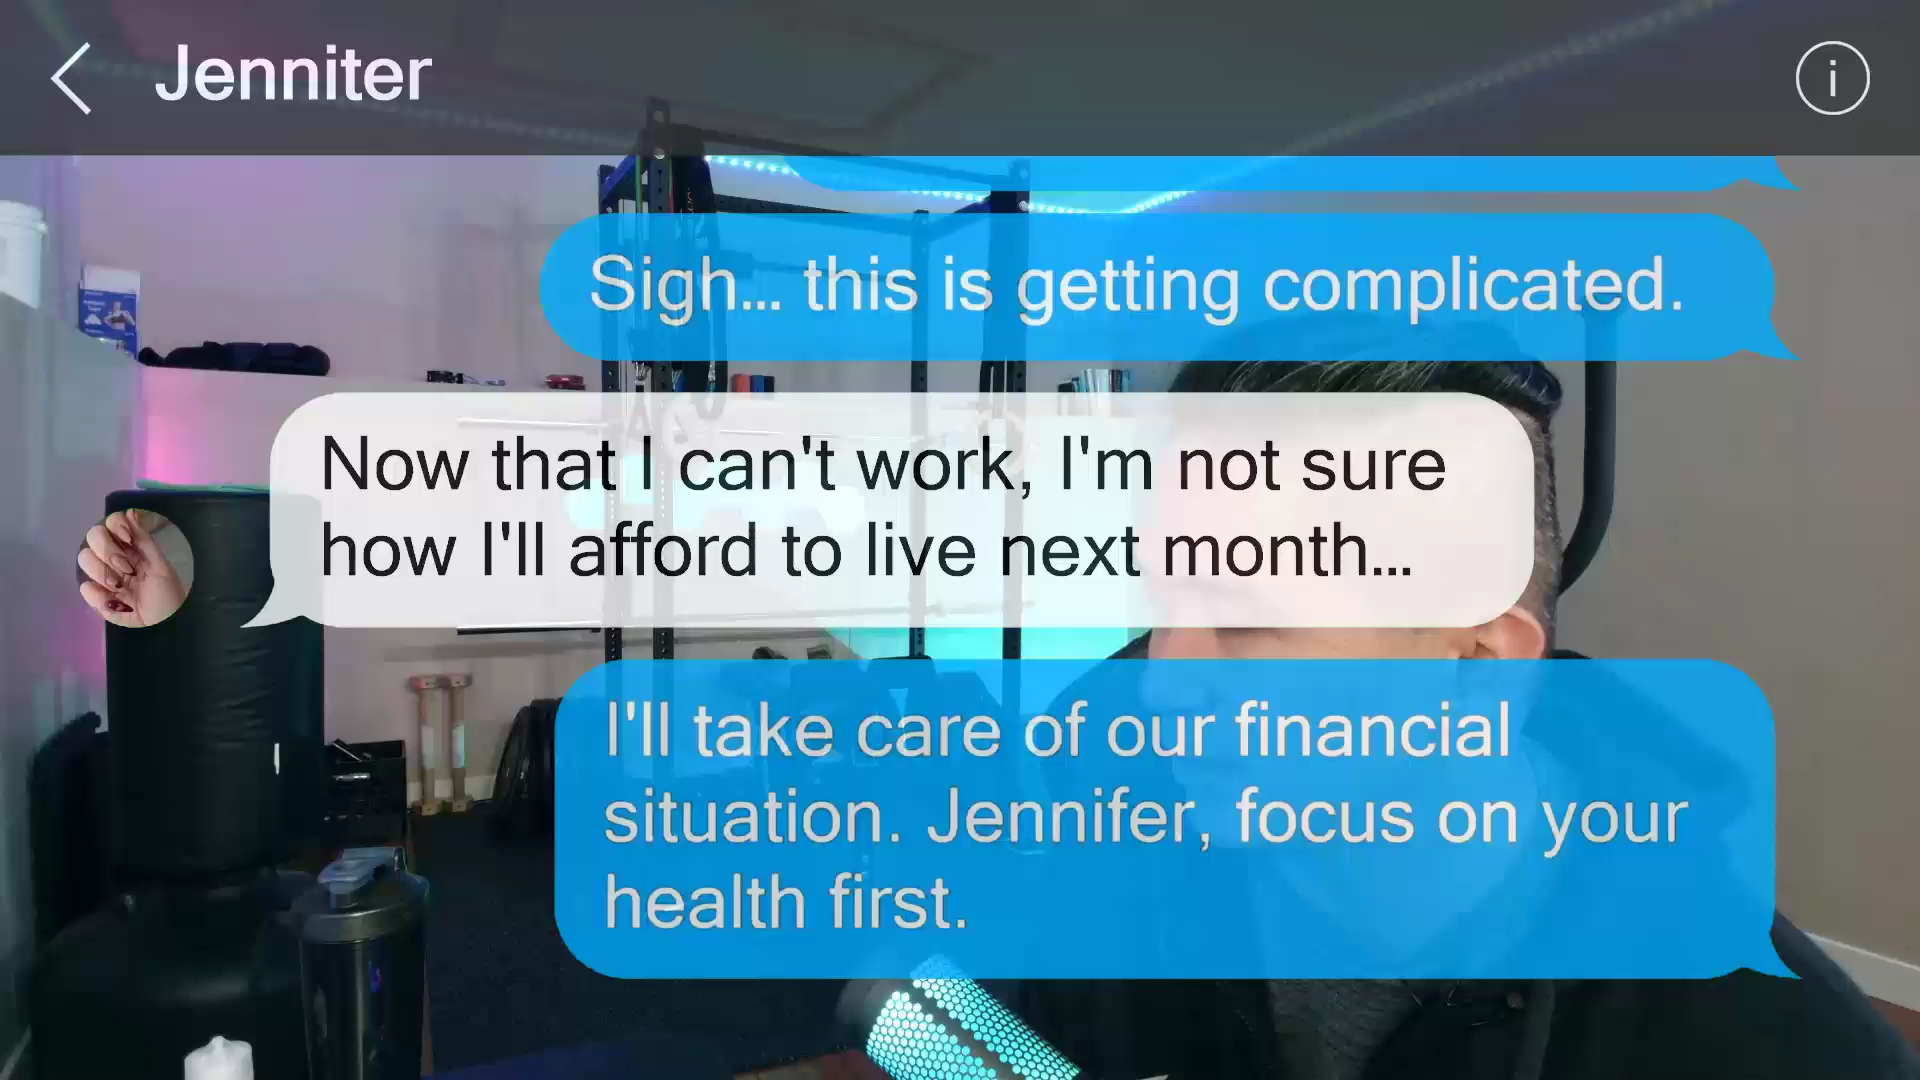 Jenniter
Sigh... this is getting complicated.
Now that I can't work, I'm not sure
how I'll afford to live next month...
I'll take care of our financial
situation. Jennifer, focus on your
health first.